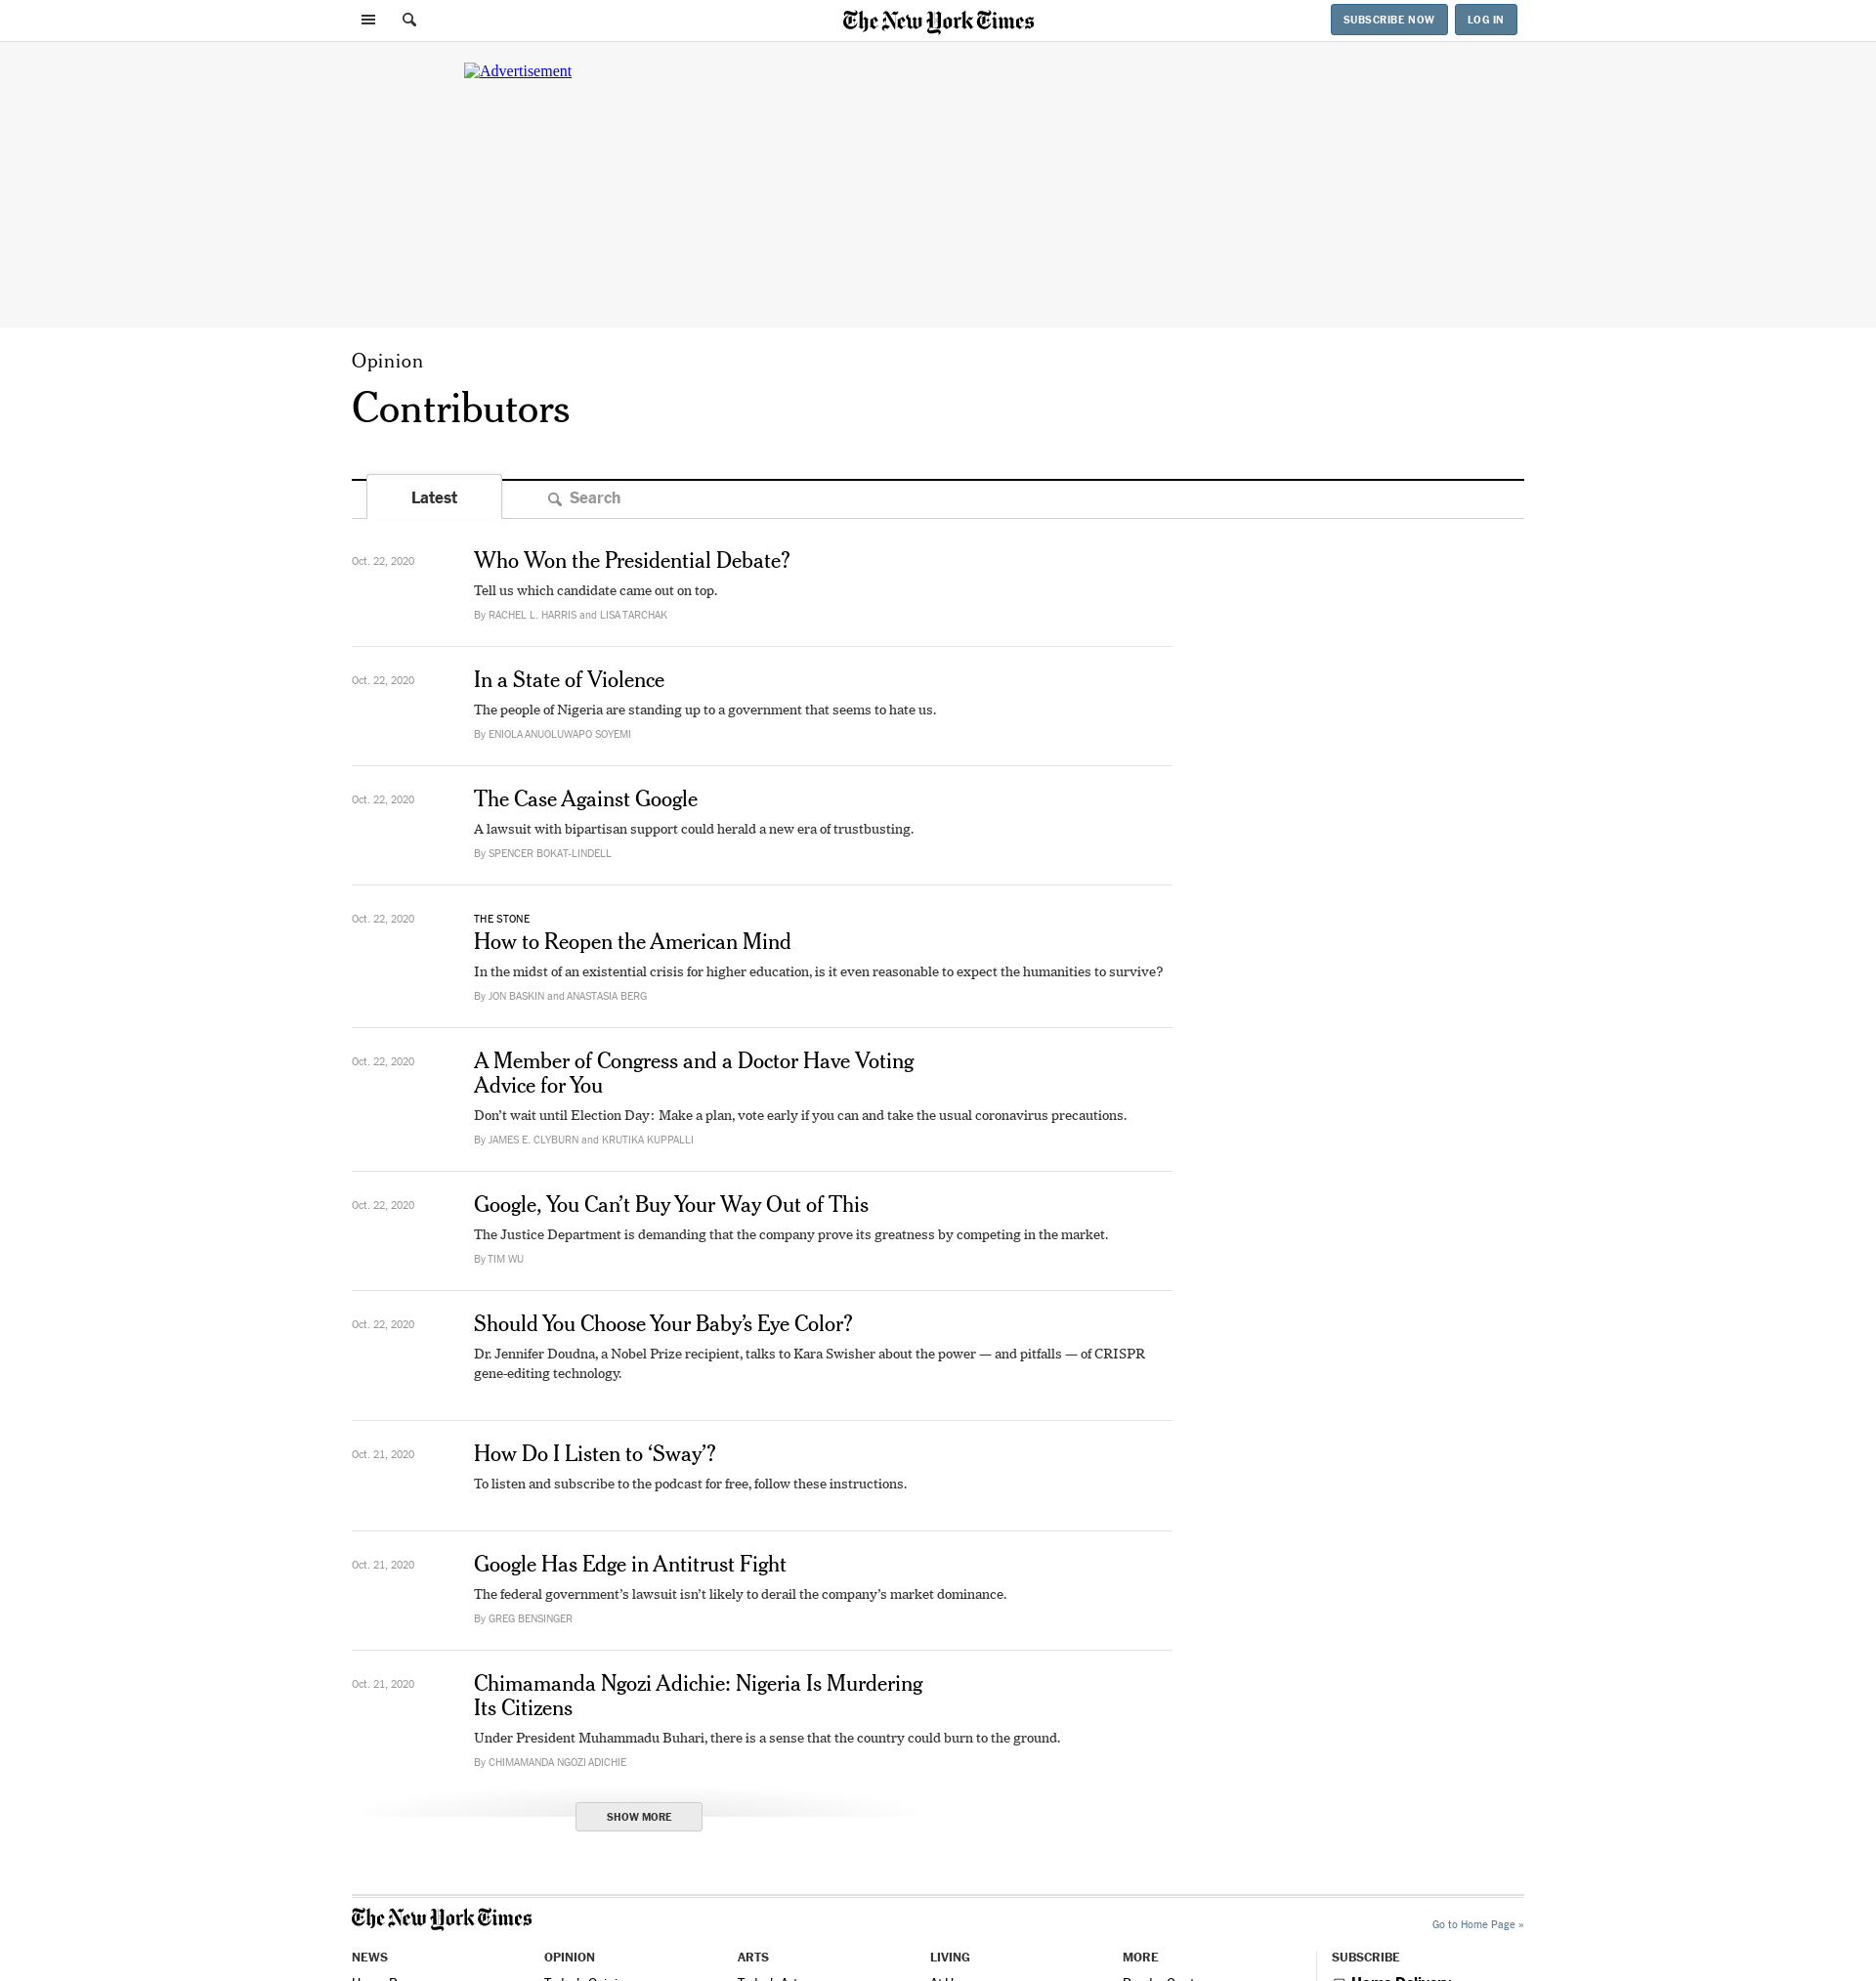 The New York Times
SUBSCRIBE NOW
LOG IN
Advertisement
Opinion
Contributors
Latest
Search
Oct. 22, 2020
Who Won the Presidential Debate?
Tell us which candidate came out on top.
By RACHEL L. HARRIS and LISA TARCHAK
Oct. 22, 2020
In a State of Violence
The people of Nigeria are standing up to a government that seems to hate us.
By ENIOLA ANUOLUWAPO SOYEMI
Oct. 22, 2020
The Case Against Google
A lawsuit with bipartisan support could herald a new era of trustbusting.
By SPENCER BOKAT-LINDELL
Oct. 22, 2020
THE STONE
How to Reopen the American Mind
In the midst of an existential crisis for higher education, is it even reasonable to expect the humanities to survive?
By JON BASKIN and ANASTASIA BERG
Oct. 22, 2020
A Member of Congress and a Doctor Have Voting
Advice for You
Don’t wait until Election Day: Make a plan, vote early if you can and take the usual coronavirus precautions.
By JAMES E. CLYBURN and KRUTIKA KUPPALLI
Oct. 22, 2020
Google, You Can’t Buy Your Way Out of This
The Justice Department is demanding that the company prove its greatness by competing in the market.
By TIM WU
Oct. 22, 2020
Should You Choose Your Baby’s Eye Color?
Dr. Jennifer Doudna, a Nobel Prize recipient, talks to Kara Swisher about the power — and pitfalls — of CRISPR
gene-editing technology.
Oct. 21, 2020
How Do I Listen to ‘Sway’?
To listen and subscribe to the podcast for free, follow these instructions.
Oct. 21, 2020
Google Has Edge in Antitrust Fight
The federal government’s lawsuit isn’t likely to derail the company’s market dominance.
By GREG BENSINGER
Oct. 21, 2020
Chimamanda Ngozi Adichie: Nigeria Is Murdering
Its Citizens
Under President Muhammadu Buhari, there is a sense that the country could burn to the ground.
By CHIMAMANDA NGOZI ADICHIE
SHOW MORE
The New York Times
Go to Home Page »
NEWS
OPINION
ARTS
LIVING
MORE
SUBSCRIBE
Home Delivery